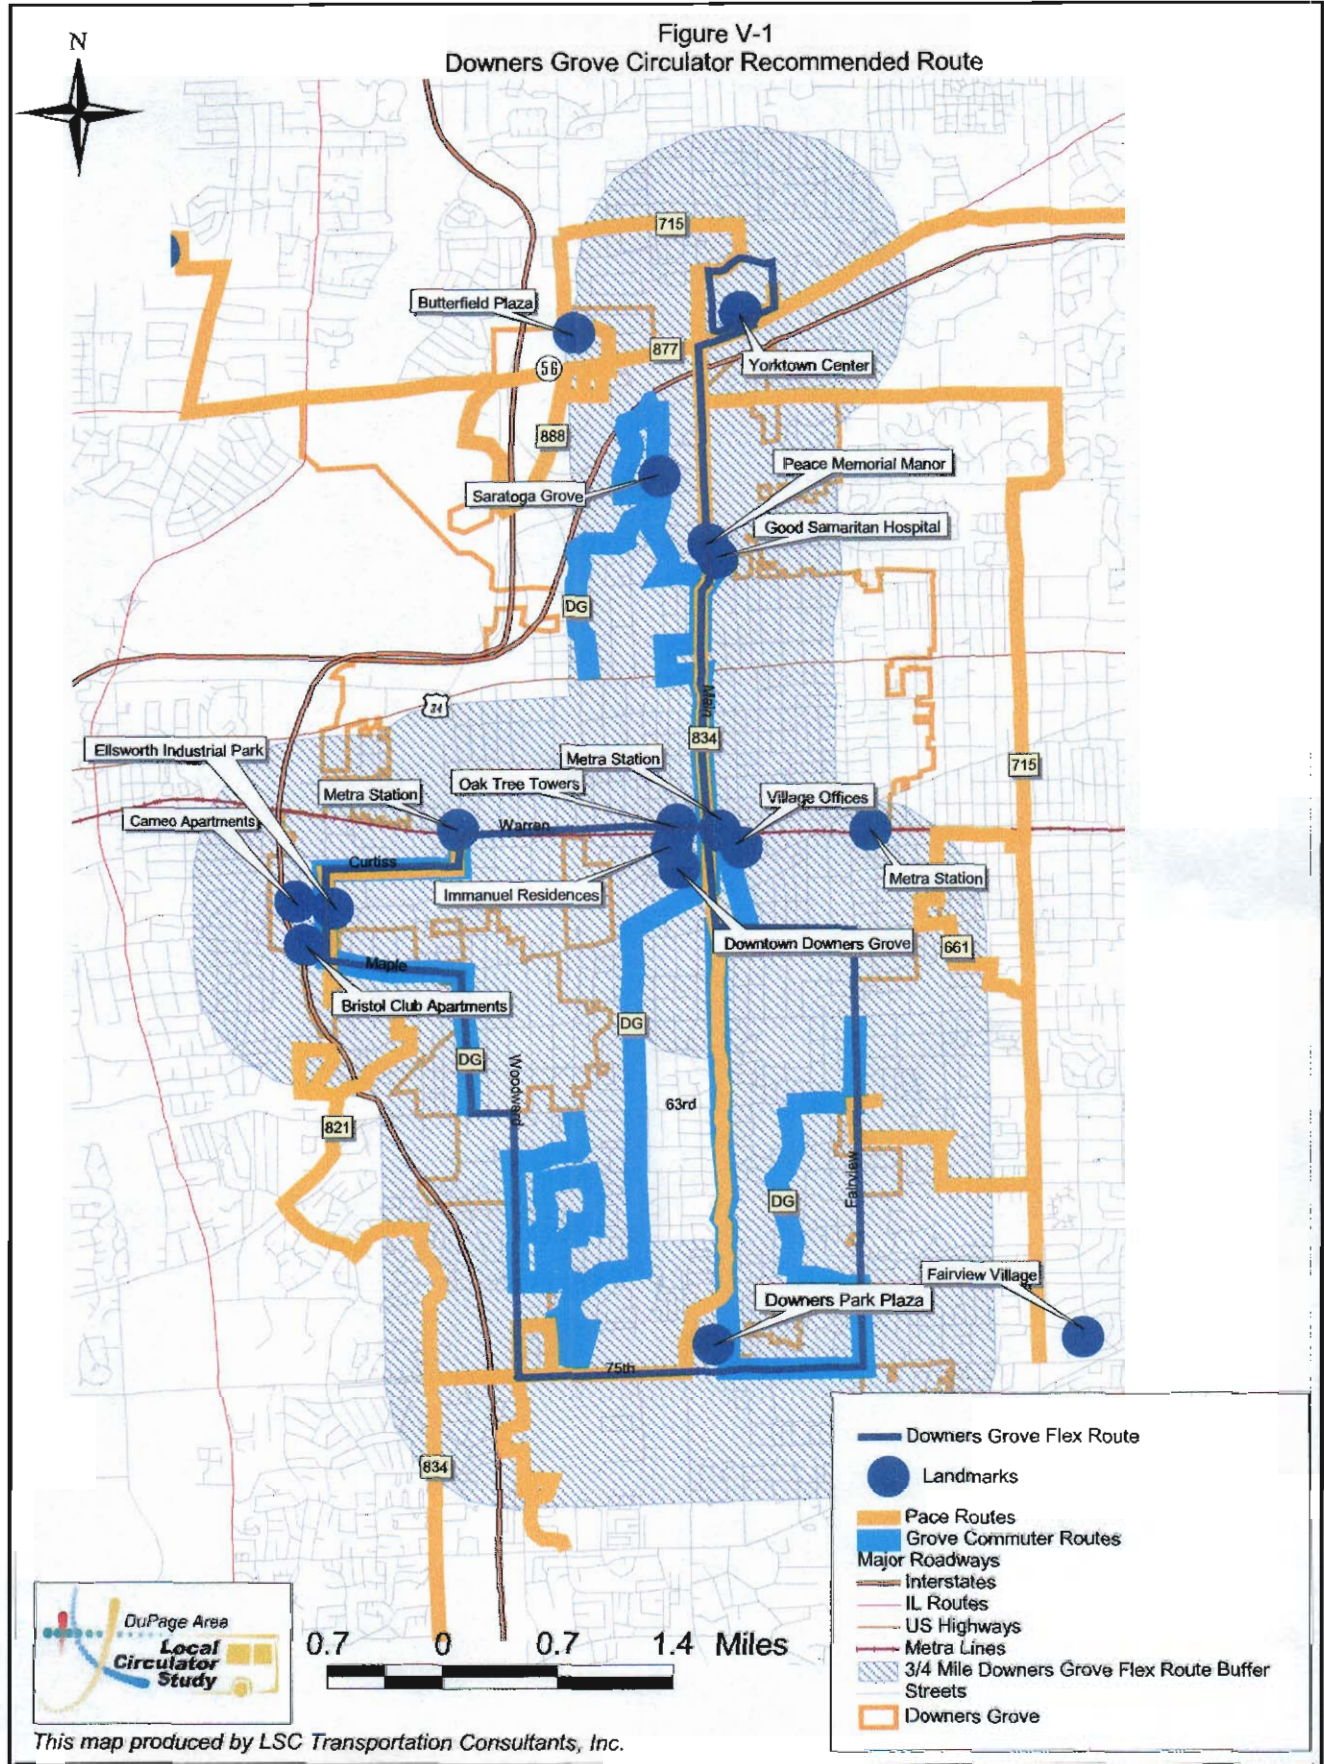 Figure V-1
Downers Grove Circulator Recommended Route
N
715
Butterfield Plaza
877
56
Yorktown Center
888
Peace Memorial Manor
Saratoga Grove
Good Samaritan Hospital
DG
Main
34
834
Ellsworth Industrial Park
Metra Station
715
Oak Tree Towers
Metra Station
Village Offices
Cameo Apartments
Warren
Curtiss
Metra Station
Immanuel Residences
Downtown Downers Grove
661
Maple
Bristol Club Apartments
DG
DG
Woodward
63rd
821
Fairview
DG
Fairview Village
Downers Park Plaza
75th
834
Downers Grove Flex Route
Landmarks
Pace Routes
Grove Commuter Routes
Major Roadways
Interstates
IL Routes
US Highways
Metra Lines
3/4 Mile Downers Grove Flex Route Buffer
Streets
Downers Grove
DuPage Area
Local
Circulator
Study
0.7 0 0.7 1.4 Miles
This map produced by LSC Transportation Consultants, Inc.